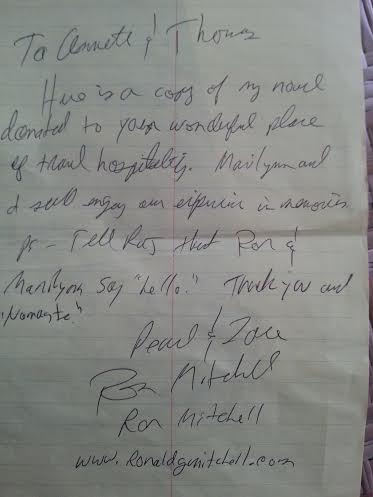 To Annete & Thomas
Here is a copy of my novel
donated to your wonderful place
of travel hospitality. Marilynn and
I still enjoy our experience in memories
ps - Tell Raj that Ron &
Marilynn say "hello." Thank you and
"Namaste"
Peace & Love
Ron Mitchell
Ron Mitchell
www.Ronaldgmitchell.com